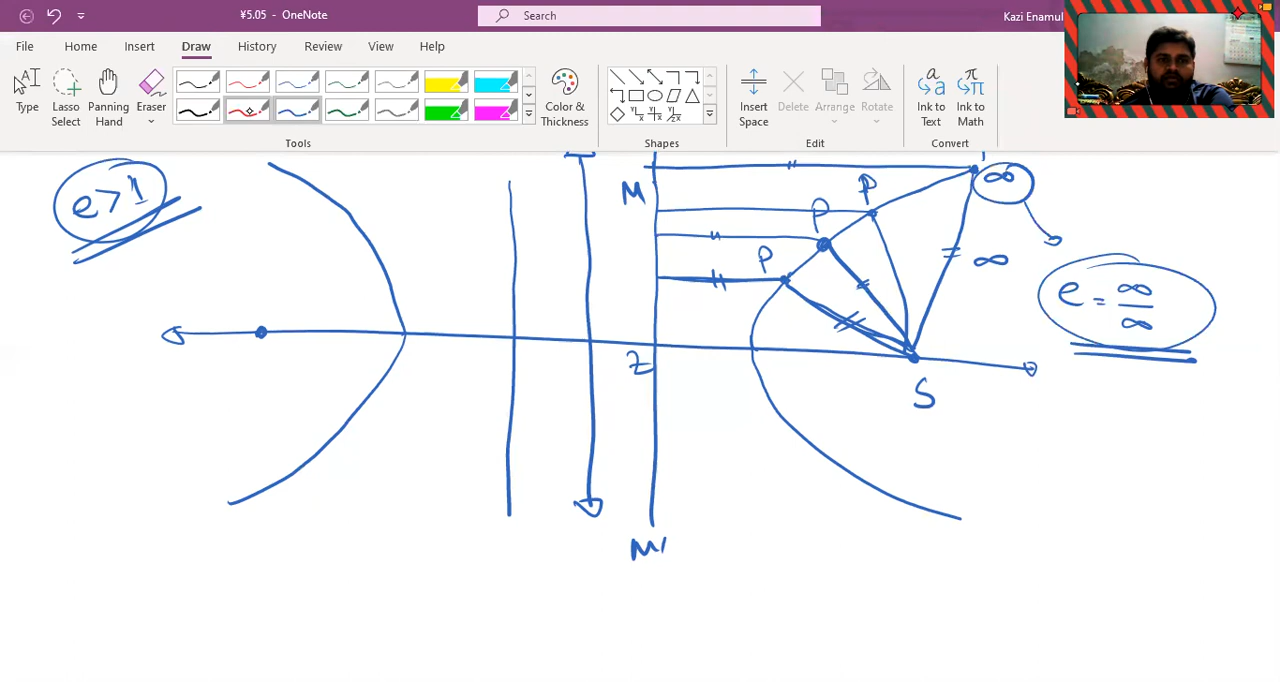 ¥5.05 - OneNote
Search
Kazi Enamul
File Home Insert Draw View History Review View Help
Type
Lasso Select
Panning Hand
Eraser
Color & Thickness
Insert Space
Delete
Arrange
Rotate
Ink to Text
Ink to Math
Tools
Shapes
Edit
Convert
e>1
M
P
P
P
∞
= ∞
e = ∞/∞
Z
S
M'